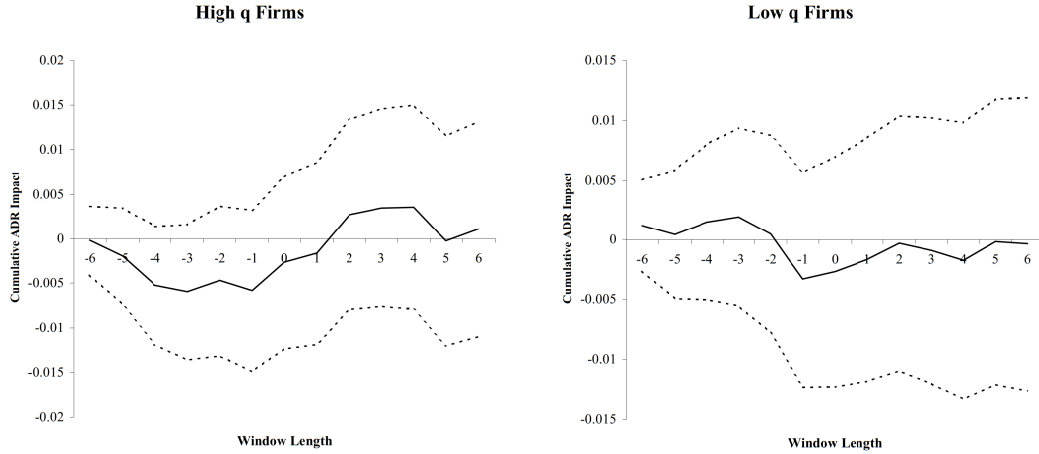 High q Firms
0.02
0.015
0.01
0.005
0
-0.005
-0.01
-0.015
-0.02
-6 -5 -4 -3 -2 -1 0 1 2 3 4 5 6
Cumulative ADR Impact
Window Length
Low q Firms
0.015
0.01
0.005
0
-0.005
-0.01
-0.015
-6 -5 -4 -3 -2 -1 0 1 2 3 4 5 6
Cumulative ADR Impact
Window Length